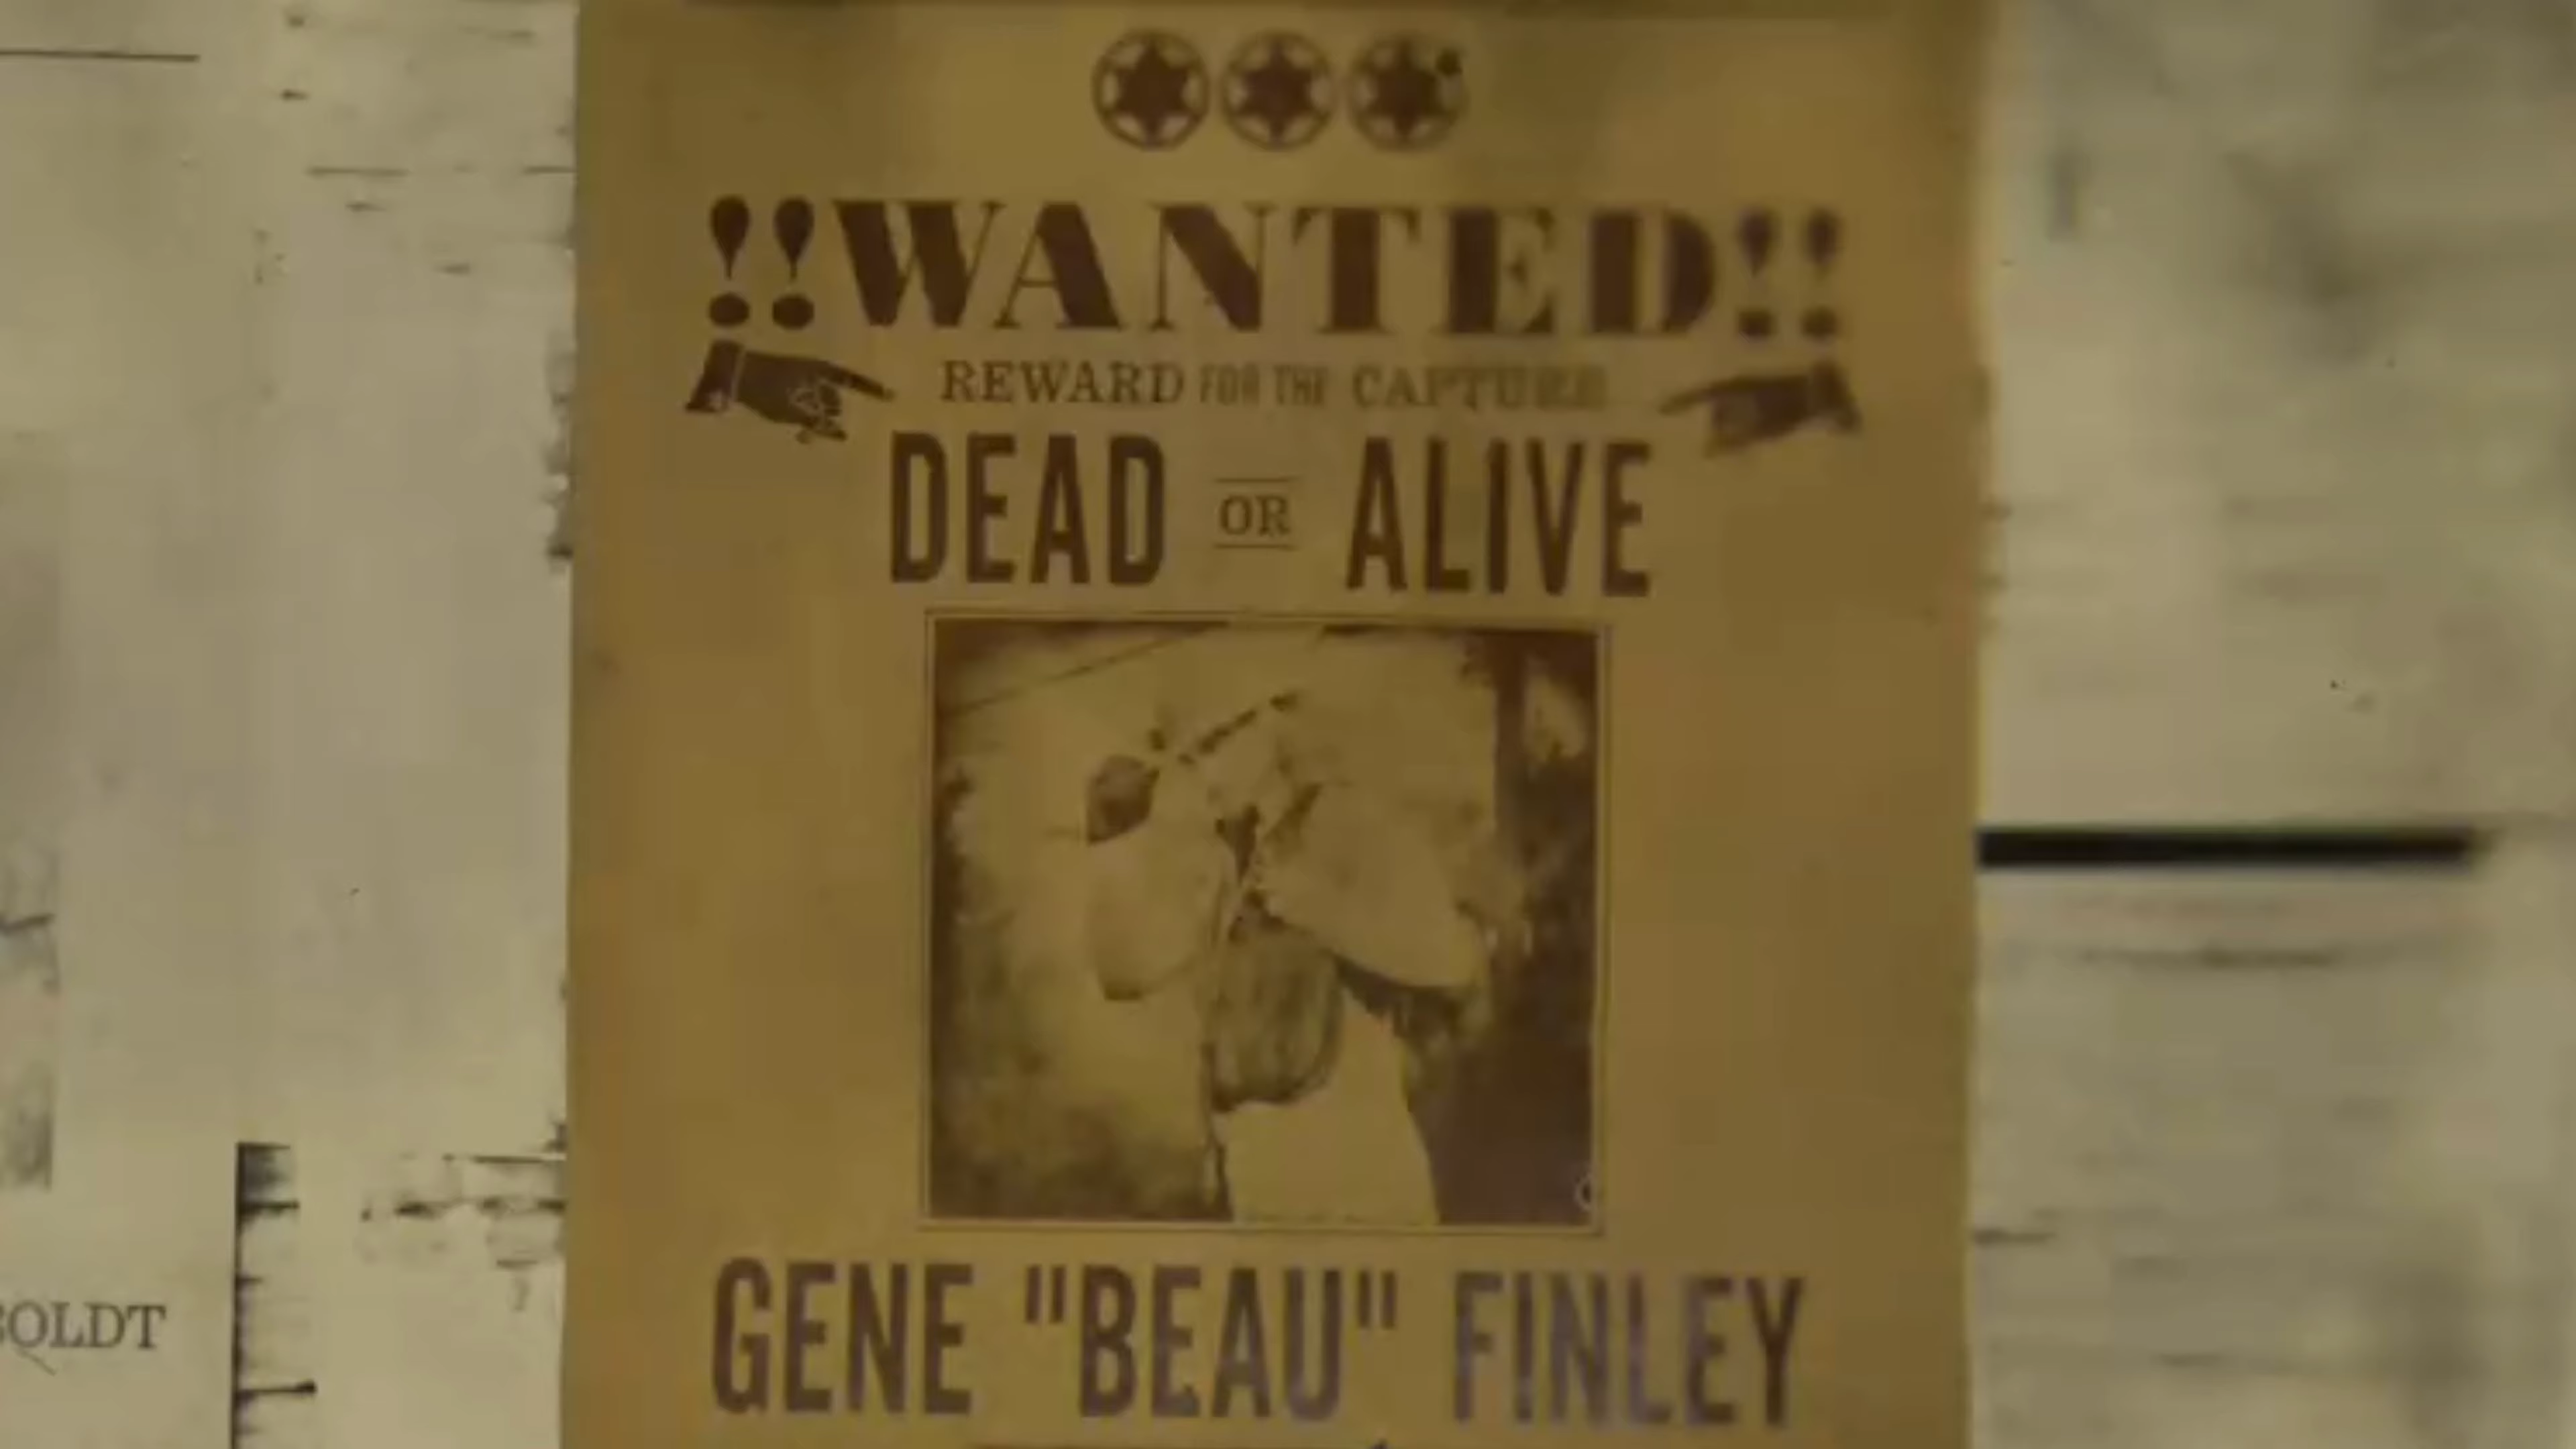 !!WANTED!!
REWARD FOR THE CAPTURE
DEAD OR ALIVE
GENE "BEAU" FINLEY
OLDT